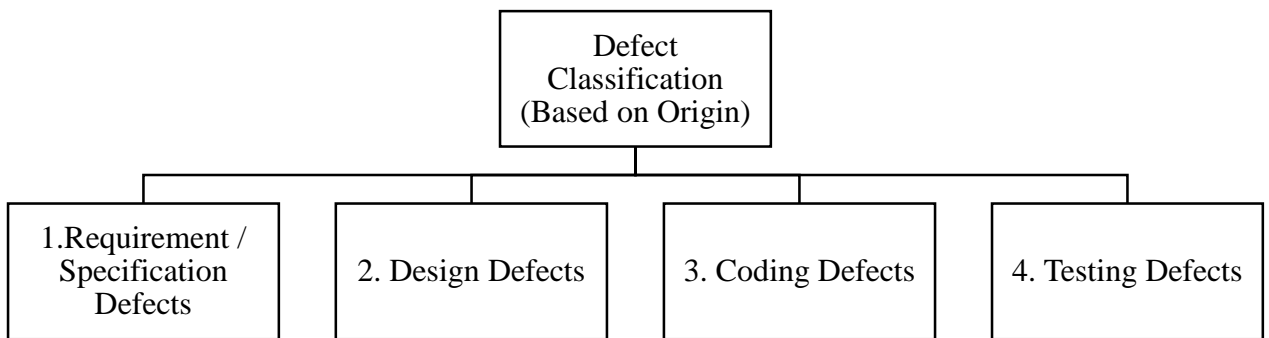 Defect
Classification
(Based on Origin)
1.Requirement /
Specification
Defects
2. Design Defects
3. Coding Defects
4. Testing Defects